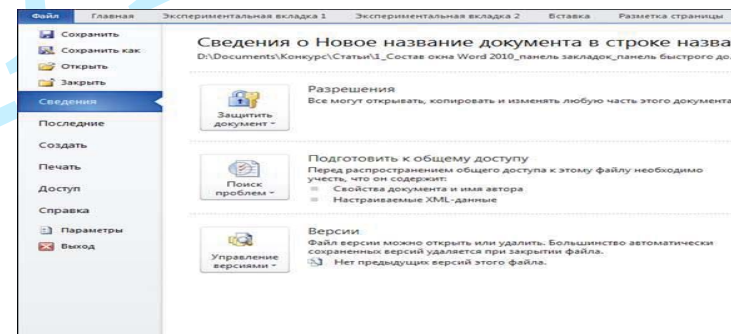 Файл Главная Экспериментальная вкладка 1 Экспериментальная вкладка 2 Вставка Разметка страницы
Сохранить
Сохранить как
Открыть
Закрыть
Сведения
Последние
Создать
Печать
Доступ
Справка
Параметры
Выход
Сведения о Новое название документа в строке назва
D:\Documents\Конкурс\Статьи\1_Состав окна Word 2010_панель закладок_панель быстрого до
Защитить
документ
Разрешения
Все могут открывать, копировать и изменять любую часть этого документа
Поиск
проблем
Подготовить к общему доступу
Перед распространением общего доступа к этому файлу необходимо
учесть, что он содержит:
Свойства документа и имя автора
Настраиваемые XML-данные
Управление
версиями
Версии
Файл версии можно открыть или удалить. Большинство автоматически
сохраненных версий удаляется при закрытии файла.
Нет предыдущих версий этого файла.